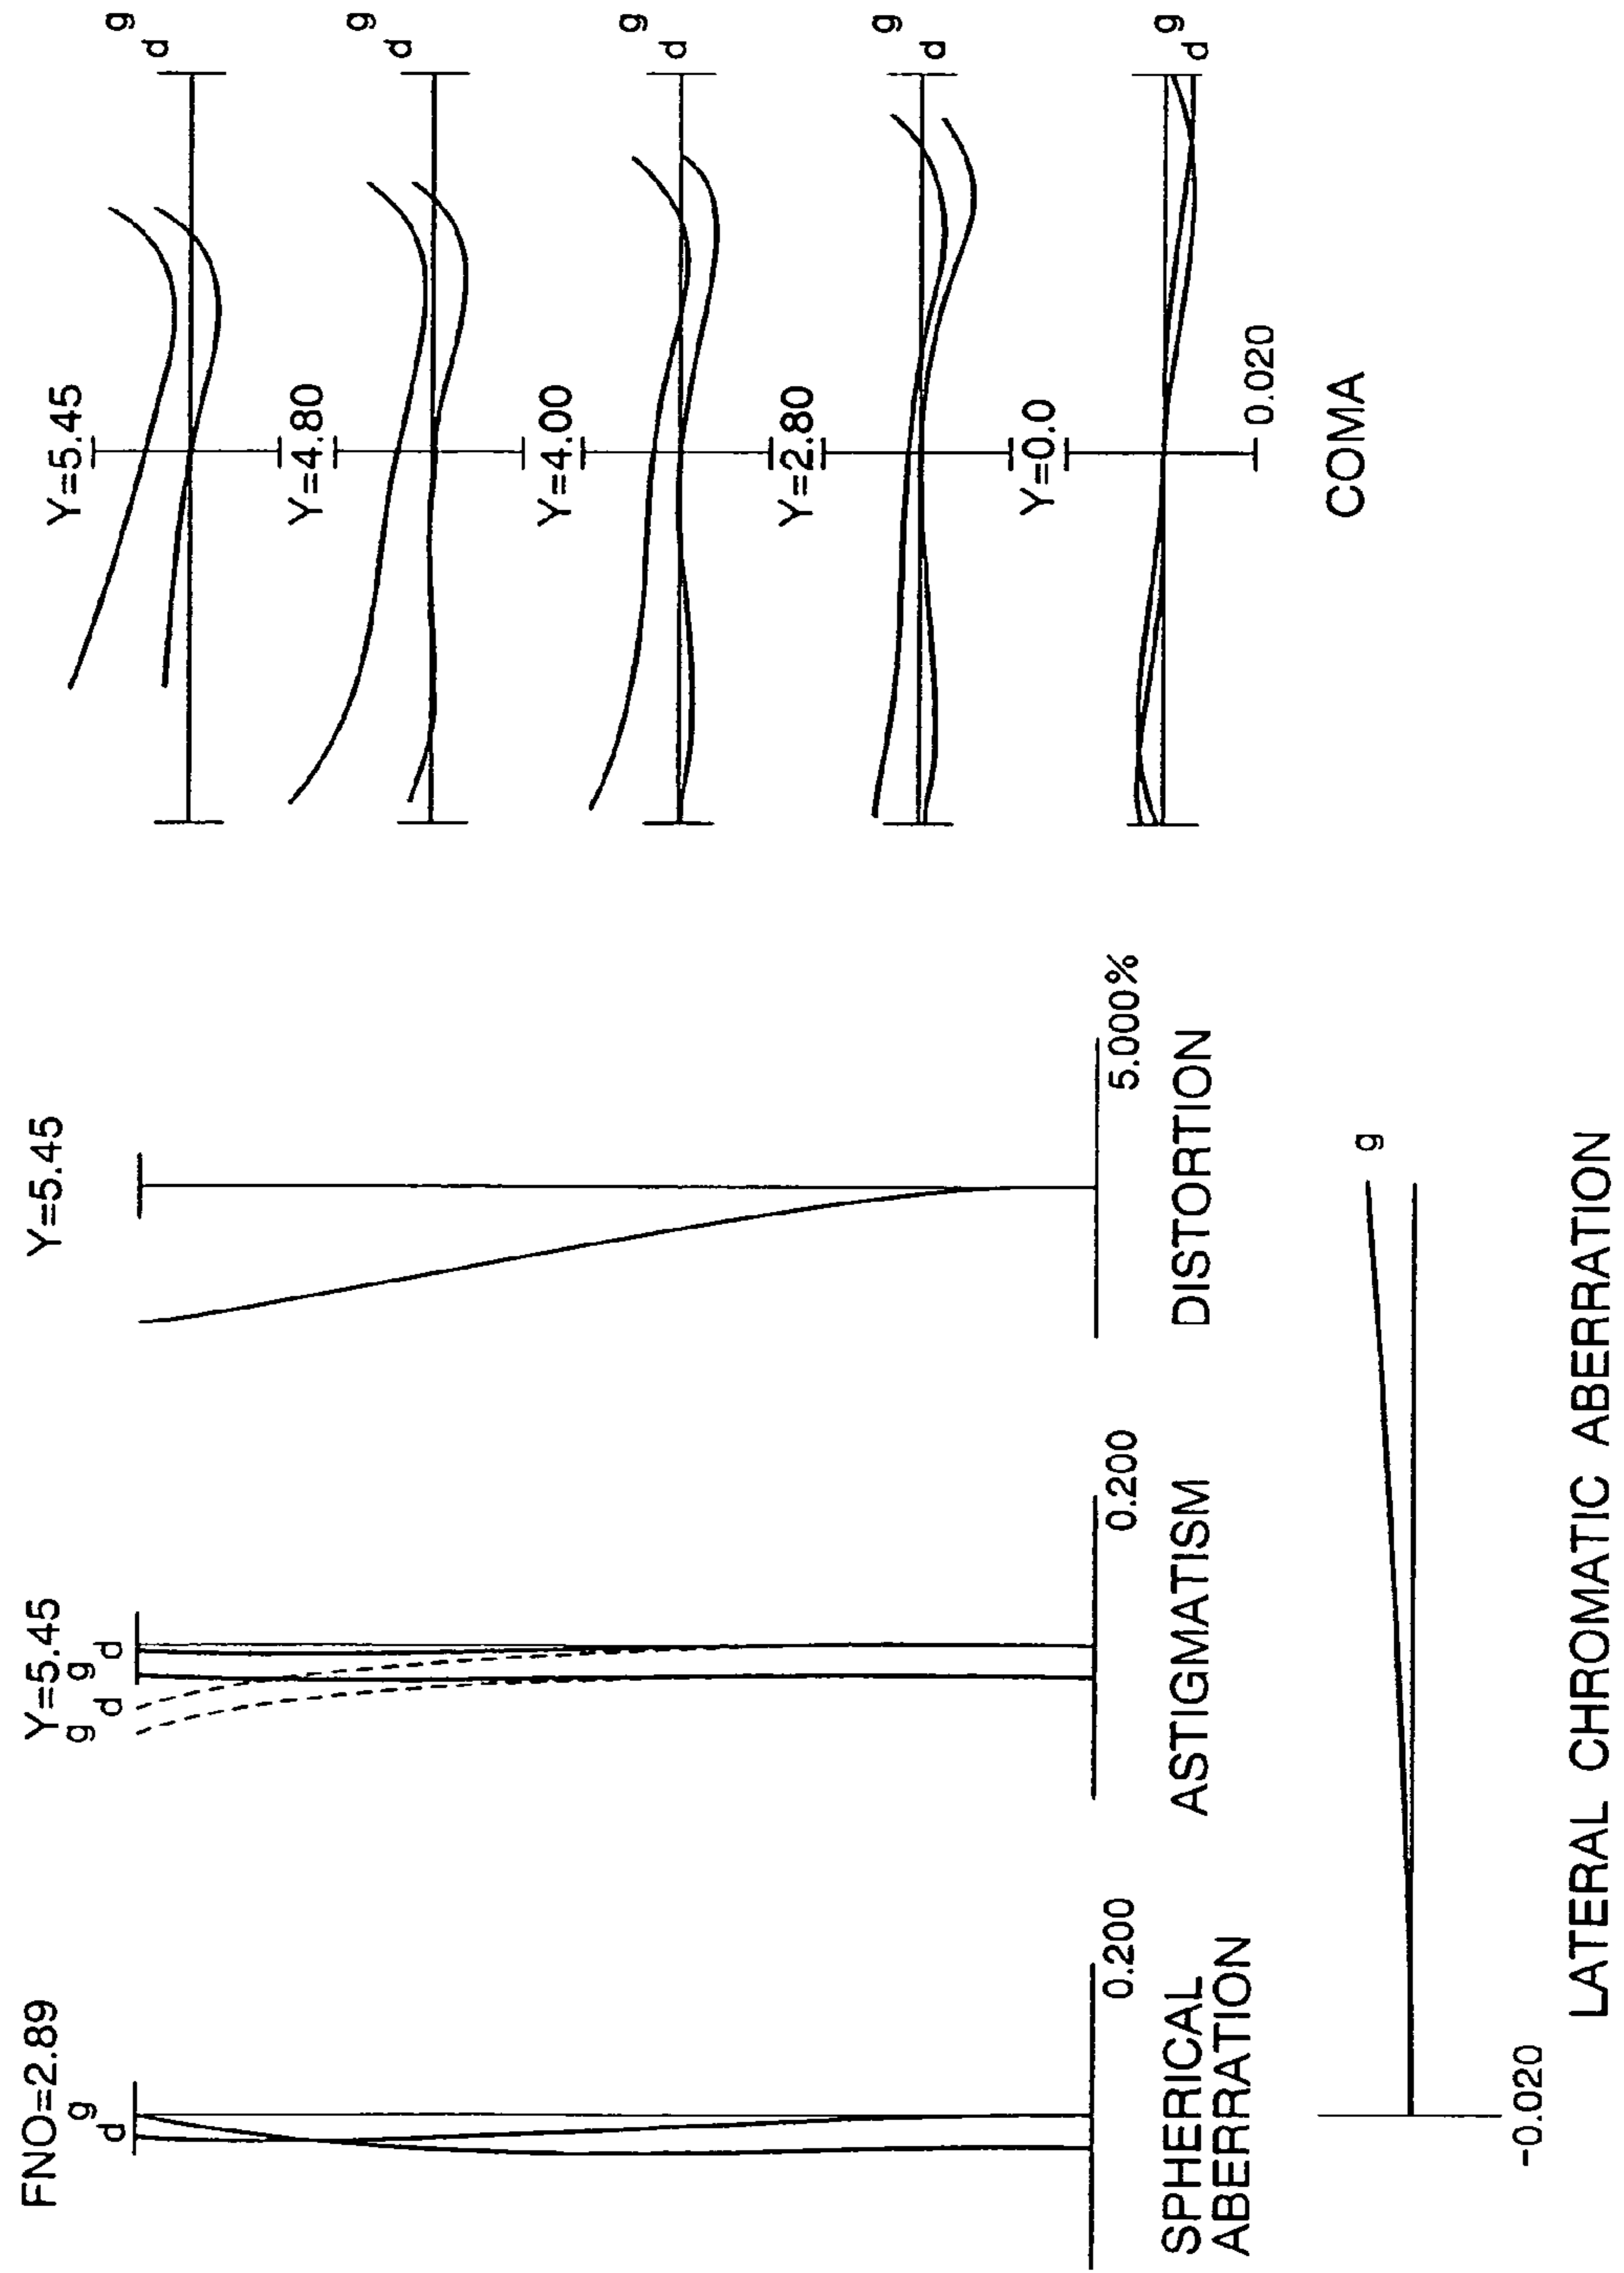 FNO=2.89
d
g
0.200
SPHERICAL
ABERRATION
Y=5.45
g
d
g
d
0.200
ASTIGMATISM
Y=5.45
5.000%
DISTORTION
Y=5.45
g
d
Y=4.80
g
d
Y=4.00
g
d
Y=2.80
g
d
Y=0.0
g
d
0.020
COMA
g
-0.020
LATERAL CHROMATIC ABERRATION